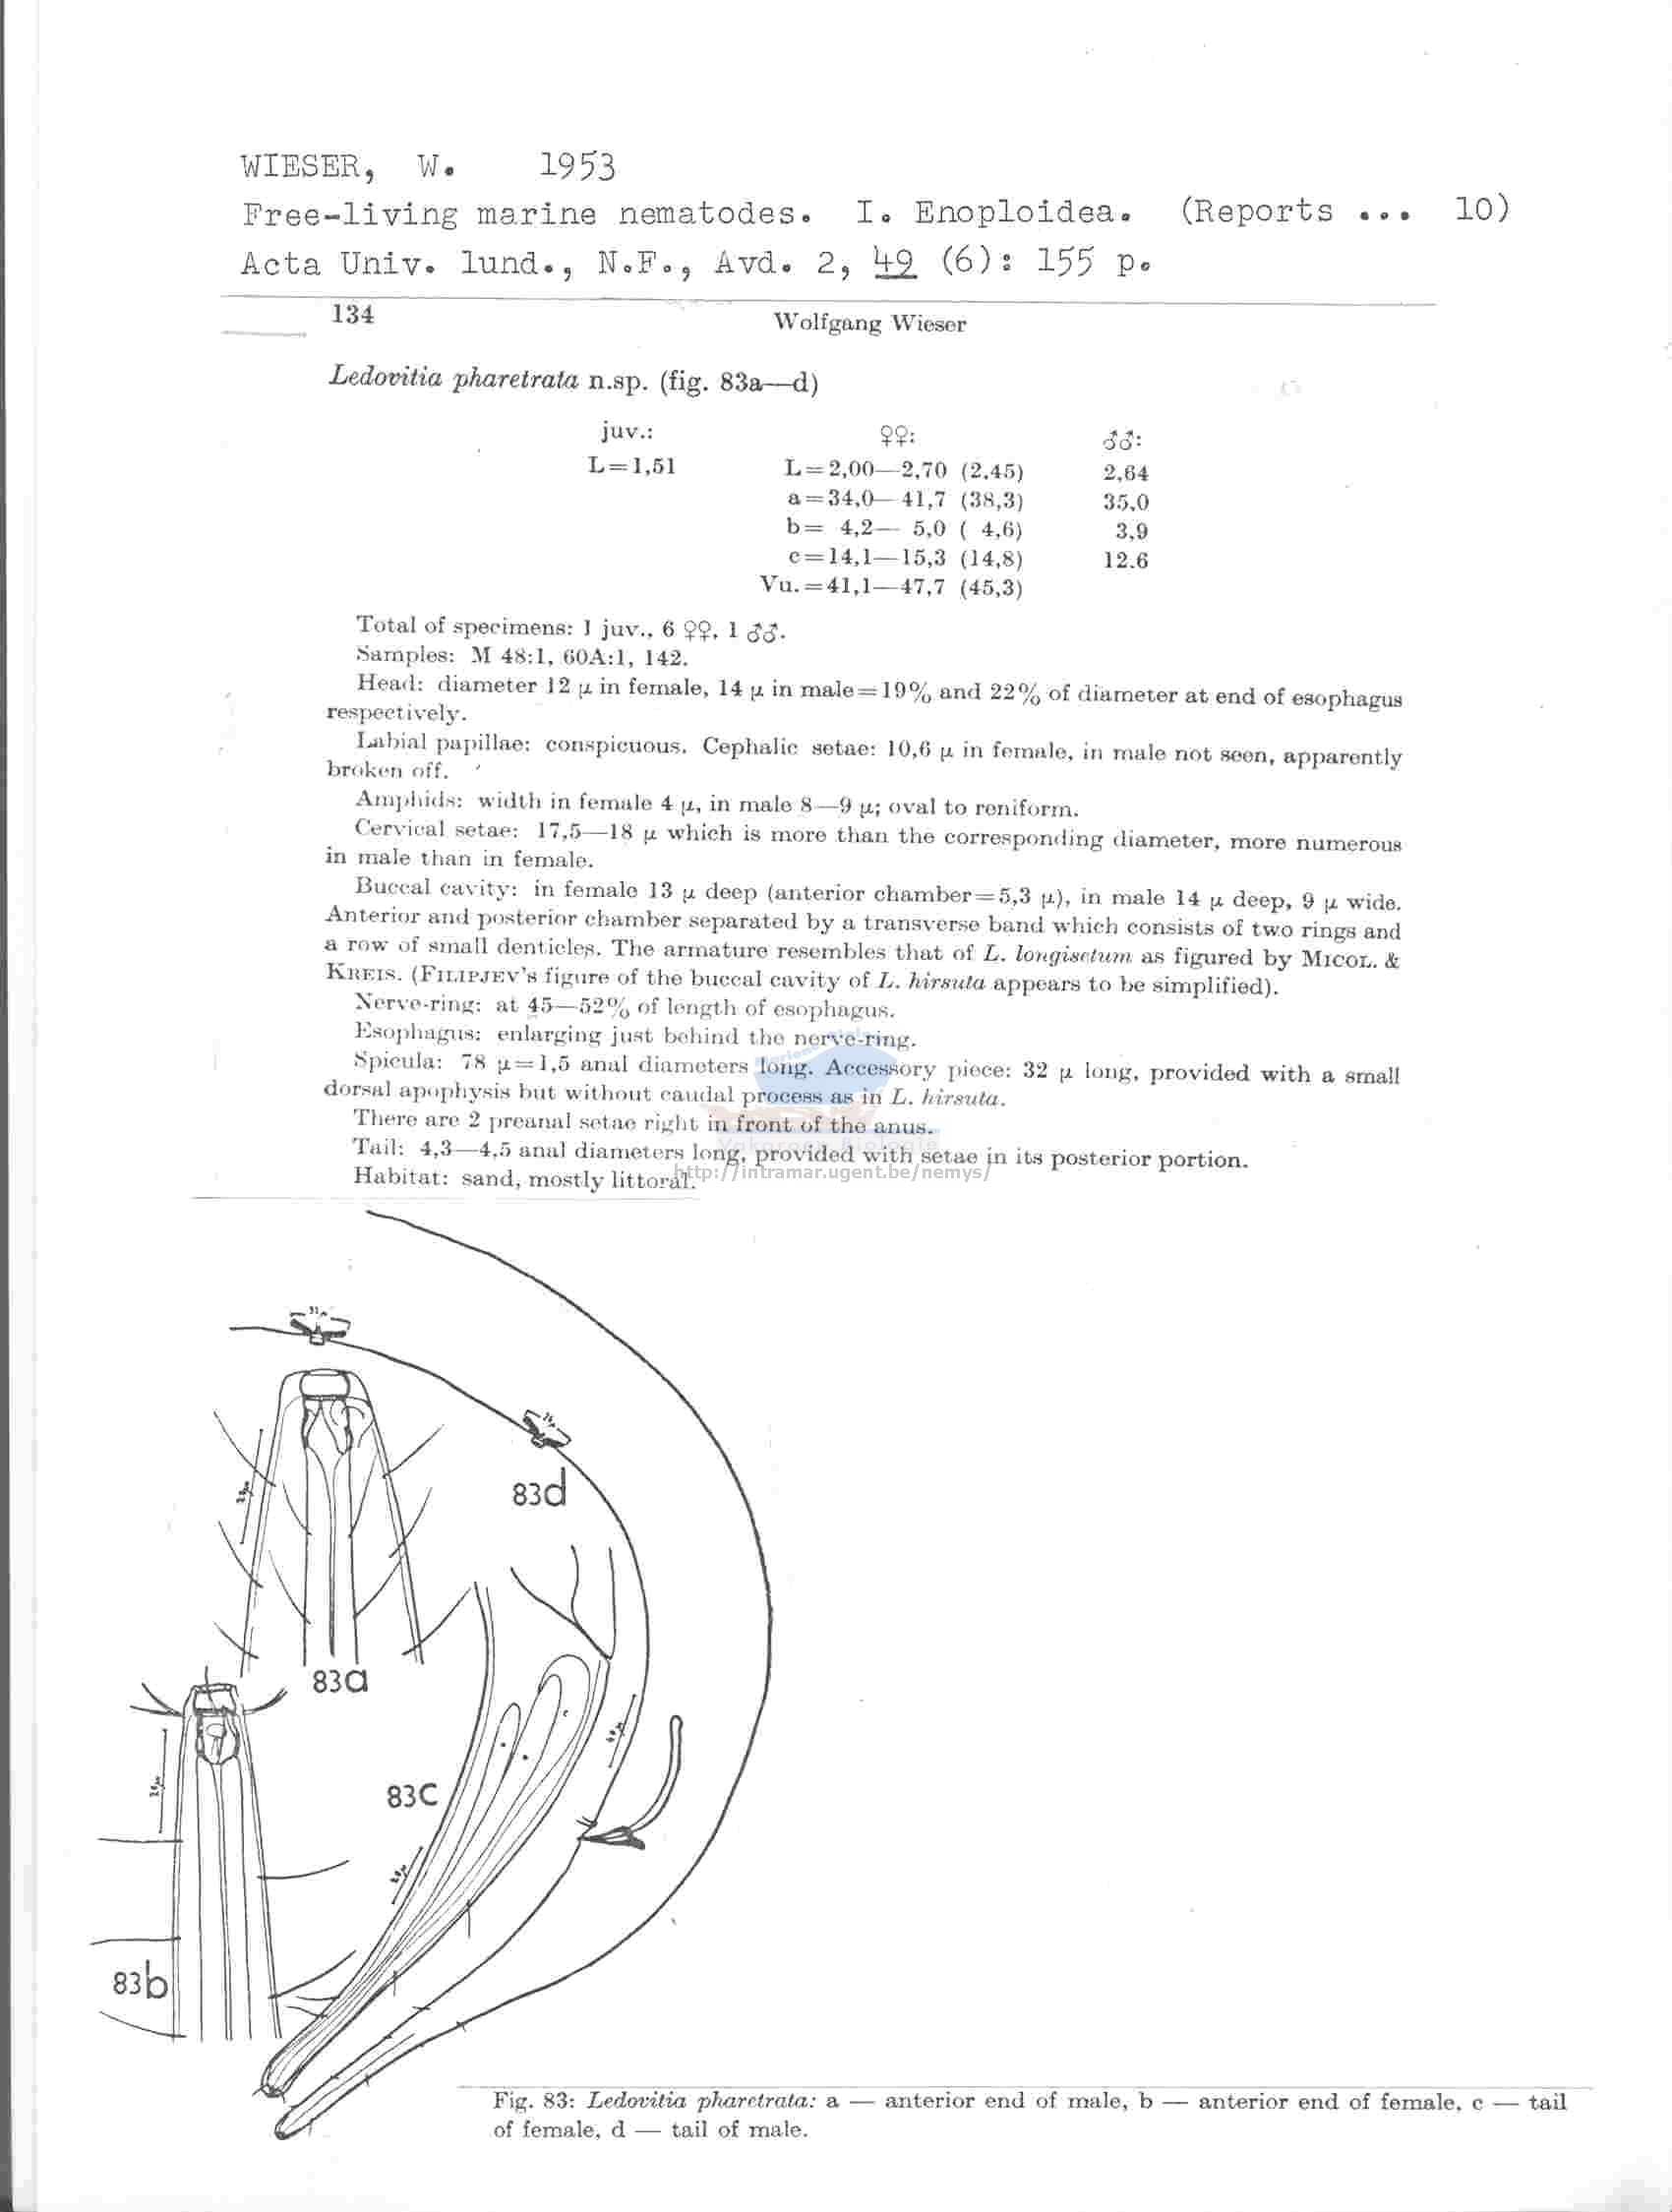 WIESER, W. 1953
Free-living marine nematodes. I. Enoploidea. (Reports ... 10)
Acta Univ. lund., N.F., Avd. 2, 49 (6): 155 p.
134
Wolfgang Wieser
Ledovitia pharetrata n.sp. (fig. 83a—d)
juv.: ♀♀: ♂♂:
L=1,51 L=2,00—2,70 (2,45) 2,64
a=34,0—41,7 (38,3) 35,0
b= 4,2— 5,0 ( 4,6) 3,9
c=14,1—15,3 (14,8) 12.6
Vu.=41,1—47,7 (45,3)
Total of specimens: 1 juv., 6 ♀♀, 1 ♂♂.
Samples: M 48:1, 60A:1, 142.
Head: diameter 12 μ in female, 14 μ in male=19% and 22% of diameter at end of esophagus
respectively.
Labial papillae: conspicuous. Cephalic setae: 10,6 μ in female, in male not seen, apparently
broken off.
Amphids: width in female 4 μ, in male 8—9 μ; oval to reniform.
Cervical setae: 17,5—18 μ which is more than the corresponding diameter, more numerous
in male than in female.
Buccal cavity: in female 13 μ deep (anterior chamber=5,3 μ), in male 14 μ deep, 9 μ wide.
Anterior and posterior chamber separated by a transverse band which consists of two rings and
a row of small denticles. The armature resembles that of L. longisetum as figured by MICOL. &
KREIS. (FILIPJEV's figure of the buccal cavity of L. hirsuta appears to be simplified).
Nerve-ring: at 45—52% of length of esophagus.
Esophagus: enlarging just behind the nerve-ring.
Spicula: 78 μ=1,5 anal diameters long. Accessory piece: 32 μ long, provided with a small
dorsal apophysis but without caudal process as in L. hirsuta.
There are 2 preanal setae right in front of the anus.
Vakgroep Biologie
Tail: 4,3—4,5 anal diameters long, provided with setae in its posterior portion.
http://intramar.ugent.be/nemys/
Habitat: sand, mostly littoral.
83d
83a
83c
83b
Fig. 83: Ledovitia pharetrata: a — anterior end of male, b — anterior end of female, c — tail
of female, d — tail of male.